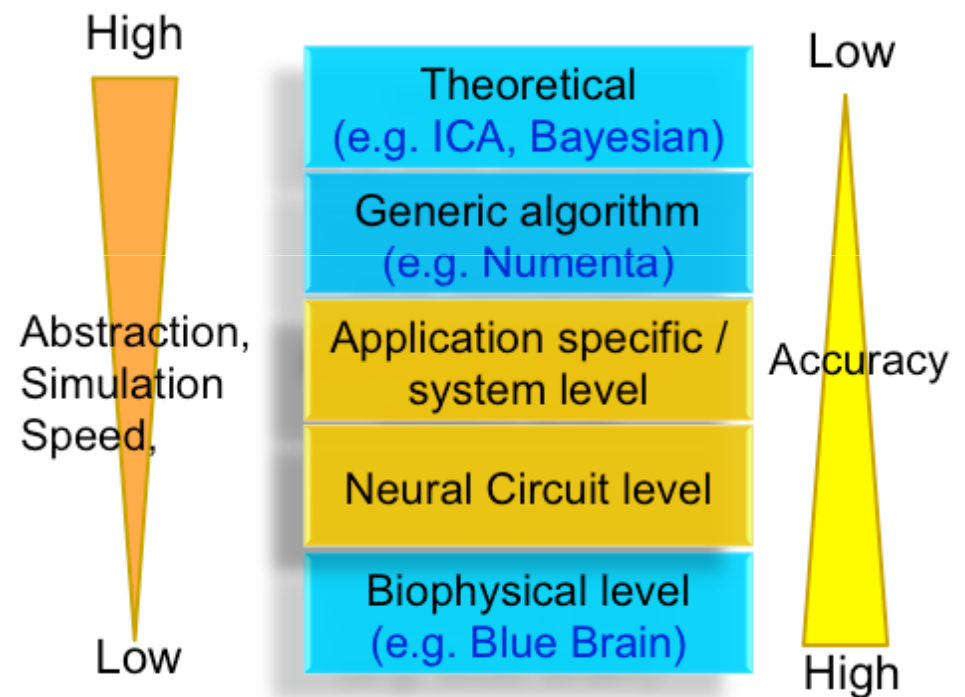 High
Low
Theoretical
(e.g. ICA, Bayesian)
Generic algorithm
(e.g. Numenta)
Abstraction,
Simulation
Speed,
Application specific /
system level
Accuracy
Neural Circuit level
Biophysical level
(e.g. Blue Brain)
Low
High